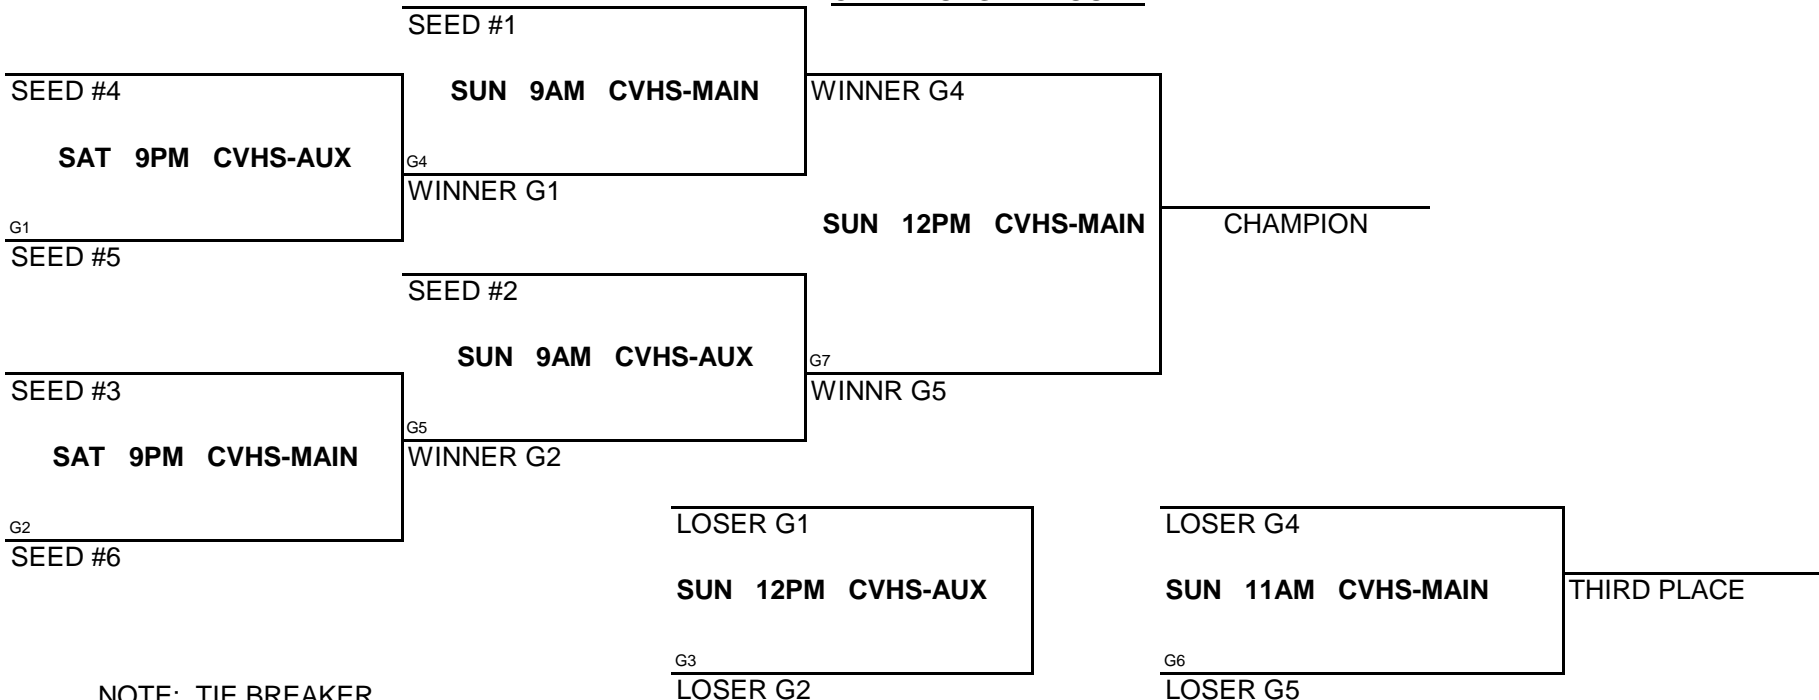 SEED #1
SEED #4
SUN 9AM CVHS-MAIN
WINNER G4
SAT 9PM CVHS-AUX
G4
WINNER G1
G1
SUN 12PM CVHS-MAIN
CHAMPION
SEED #5
SEED #2
SUN 9AM CVHS-AUX
G7
SEED #3
WINNR G5
G5
SAT 9PM CVHS-MAIN
WINNER G2
G2
LOSER G1
LOSER G4
SEED #6
SUN 12PM CVHS-AUX
SUN 11AM CVHS-MAIN
THIRD PLACE
G3
G6
NOTE: TIE BREAKER
LOSER G2
LOSER G5